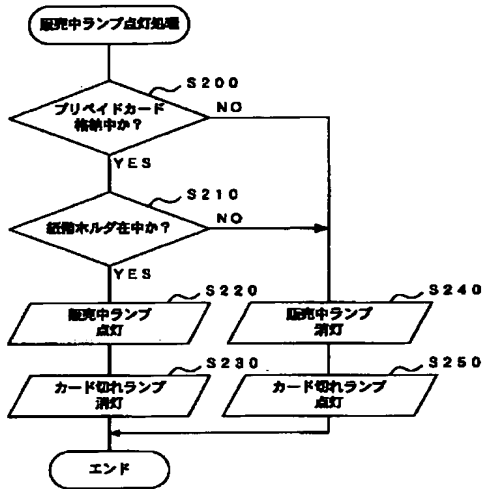 販売中ランプ点灯処理
S200
プリペイドカード
格納中か?
NO
YES
S210
紙幣ホルダ在中か?
NO
YES
S220
販売中ランプ
点灯
S240
販売中ランプ
消灯
S230
カード切れランプ
消灯
S250
カード切れランプ
点灯
エンド